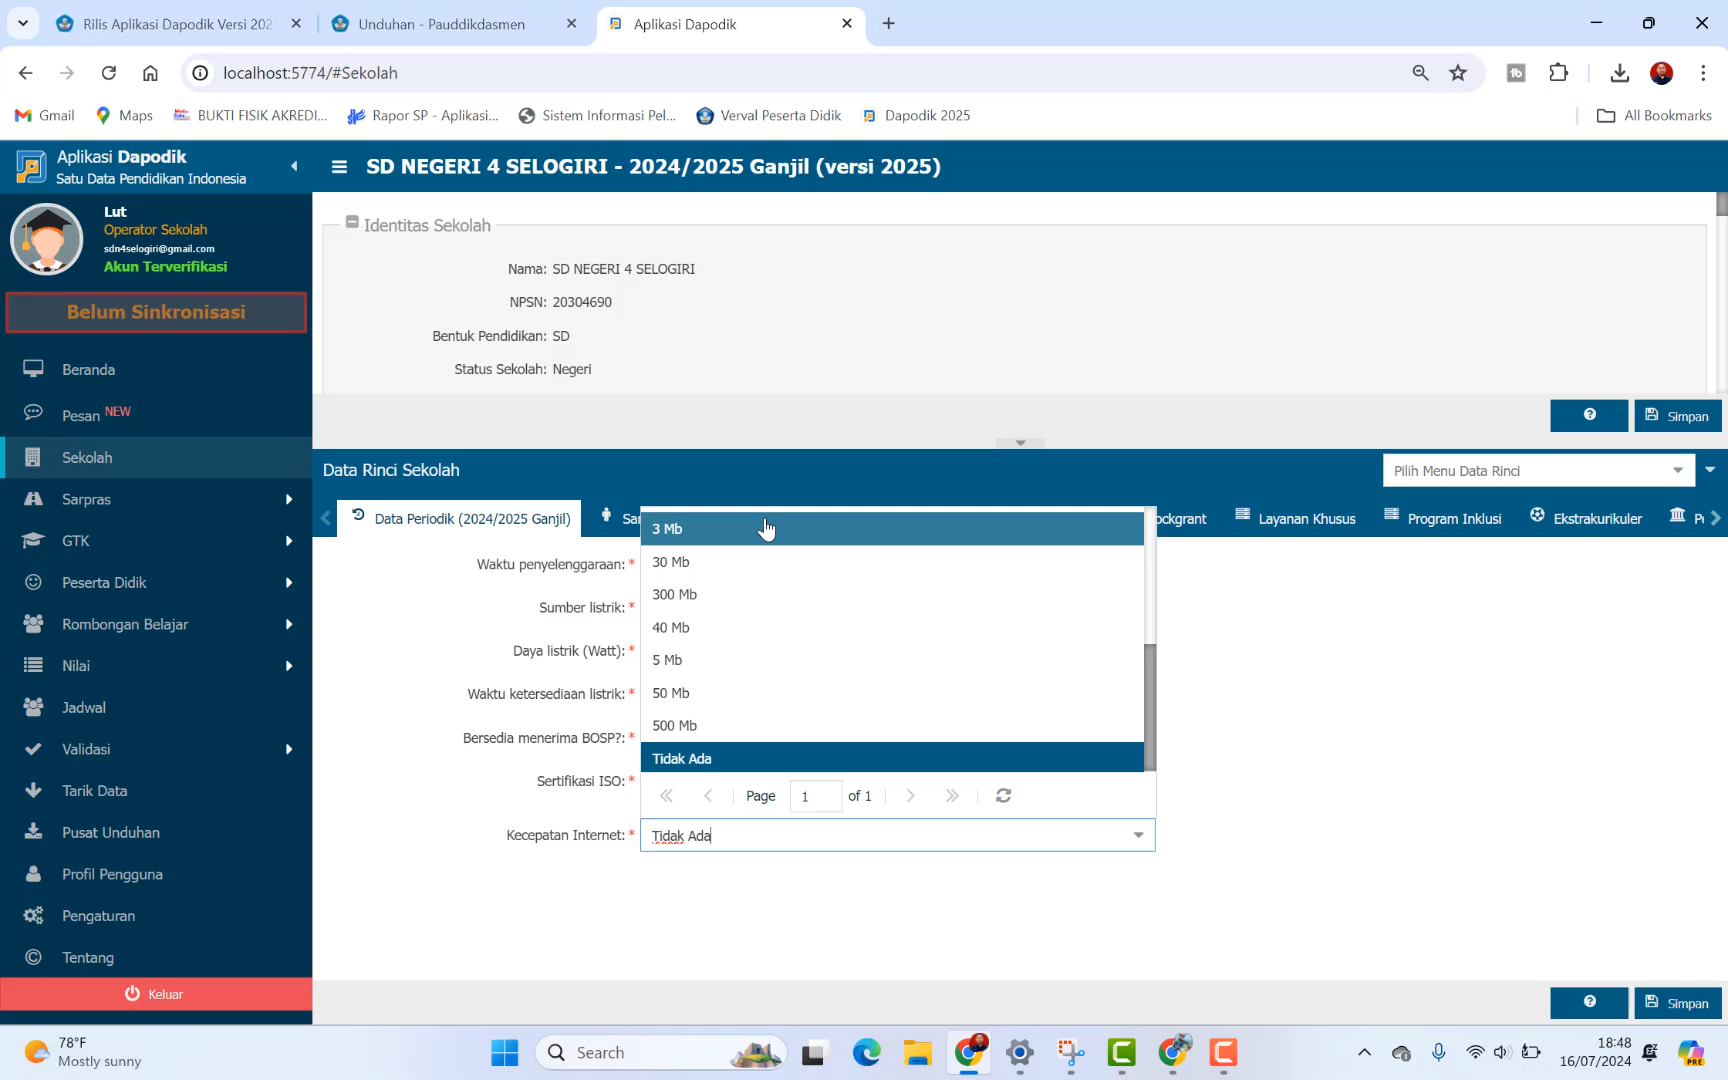 Rilis Aplikasi Dapodik Versi 202
Unduhan - Pauddikdasmen
Aplikasi Dapodik
localhost:5774/#Sekolah
Gmail
Maps
BUKTI FISIK AKREDI...
Rapor SP - Aplikasi...
Sistem Informasi Pel...
Verval Peserta Didik
Dapodik 2025
All Bookmarks
Aplikasi Dapodik
Satu Data Pendidikan Indonesia
SD NEGERI 4 SELOGIRI - 2024/2025 Ganjil (versi 2025)
Lut
Operator Sekolah
sdn4selogiri@gmail.com
Akun Terverifikasi
Belum Sinkronisasi
Beranda
Pesan NEW
Sekolah
Sarpras
GTK
Peserta Didik
Rombongan Belajar
Nilai
Jadwal
Validasi
Tarik Data
Pusat Unduhan
Profil Pengguna
Pengaturan
Tentang
Keluar
Identitas Sekolah
Nama: SD NEGERI 4 SELOGIRI
NPSN: 20304690
Bentuk Pendidikan: SD
Status Sekolah: Negeri
Simpan
Data Rinci Sekolah
Pilih Menu Data Rinci
Data Periodik (2024/2025 Ganjil)
ockgrant
Layanan Khusus
Program Inklusi
Ekstrakurikuler
Waktu penyelenggaraan: *
Sumber listrik: *
Daya listrik (Watt): *
Waktu ketersediaan listrik: *
Bersedia menerima BOSP?: *
Sertifikasi ISO: *
3 Mb
30 Mb
300 Mb
40 Mb
5 Mb
50 Mb
500 Mb
Tidak Ada
Page 1 of 1
Kecepatan Internet: * Tidak Ada
Simpan
78°F
Mostly sunny
Search
18:48
16/07/2024
PRE